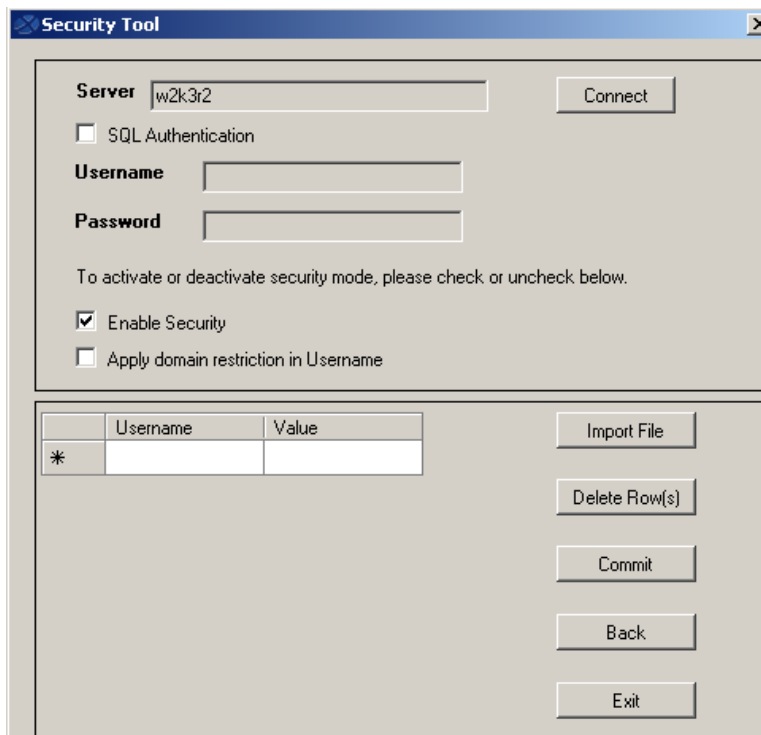 Security Tool
Server w2k3r2 Connect
SQL Authentication
Username
Password
To activate or deactivate security mode, please check or uncheck below.
Enable Security
Apply domain restriction in Username
Username Value Import File
Delete Row(s)
Commit
Back
Exit